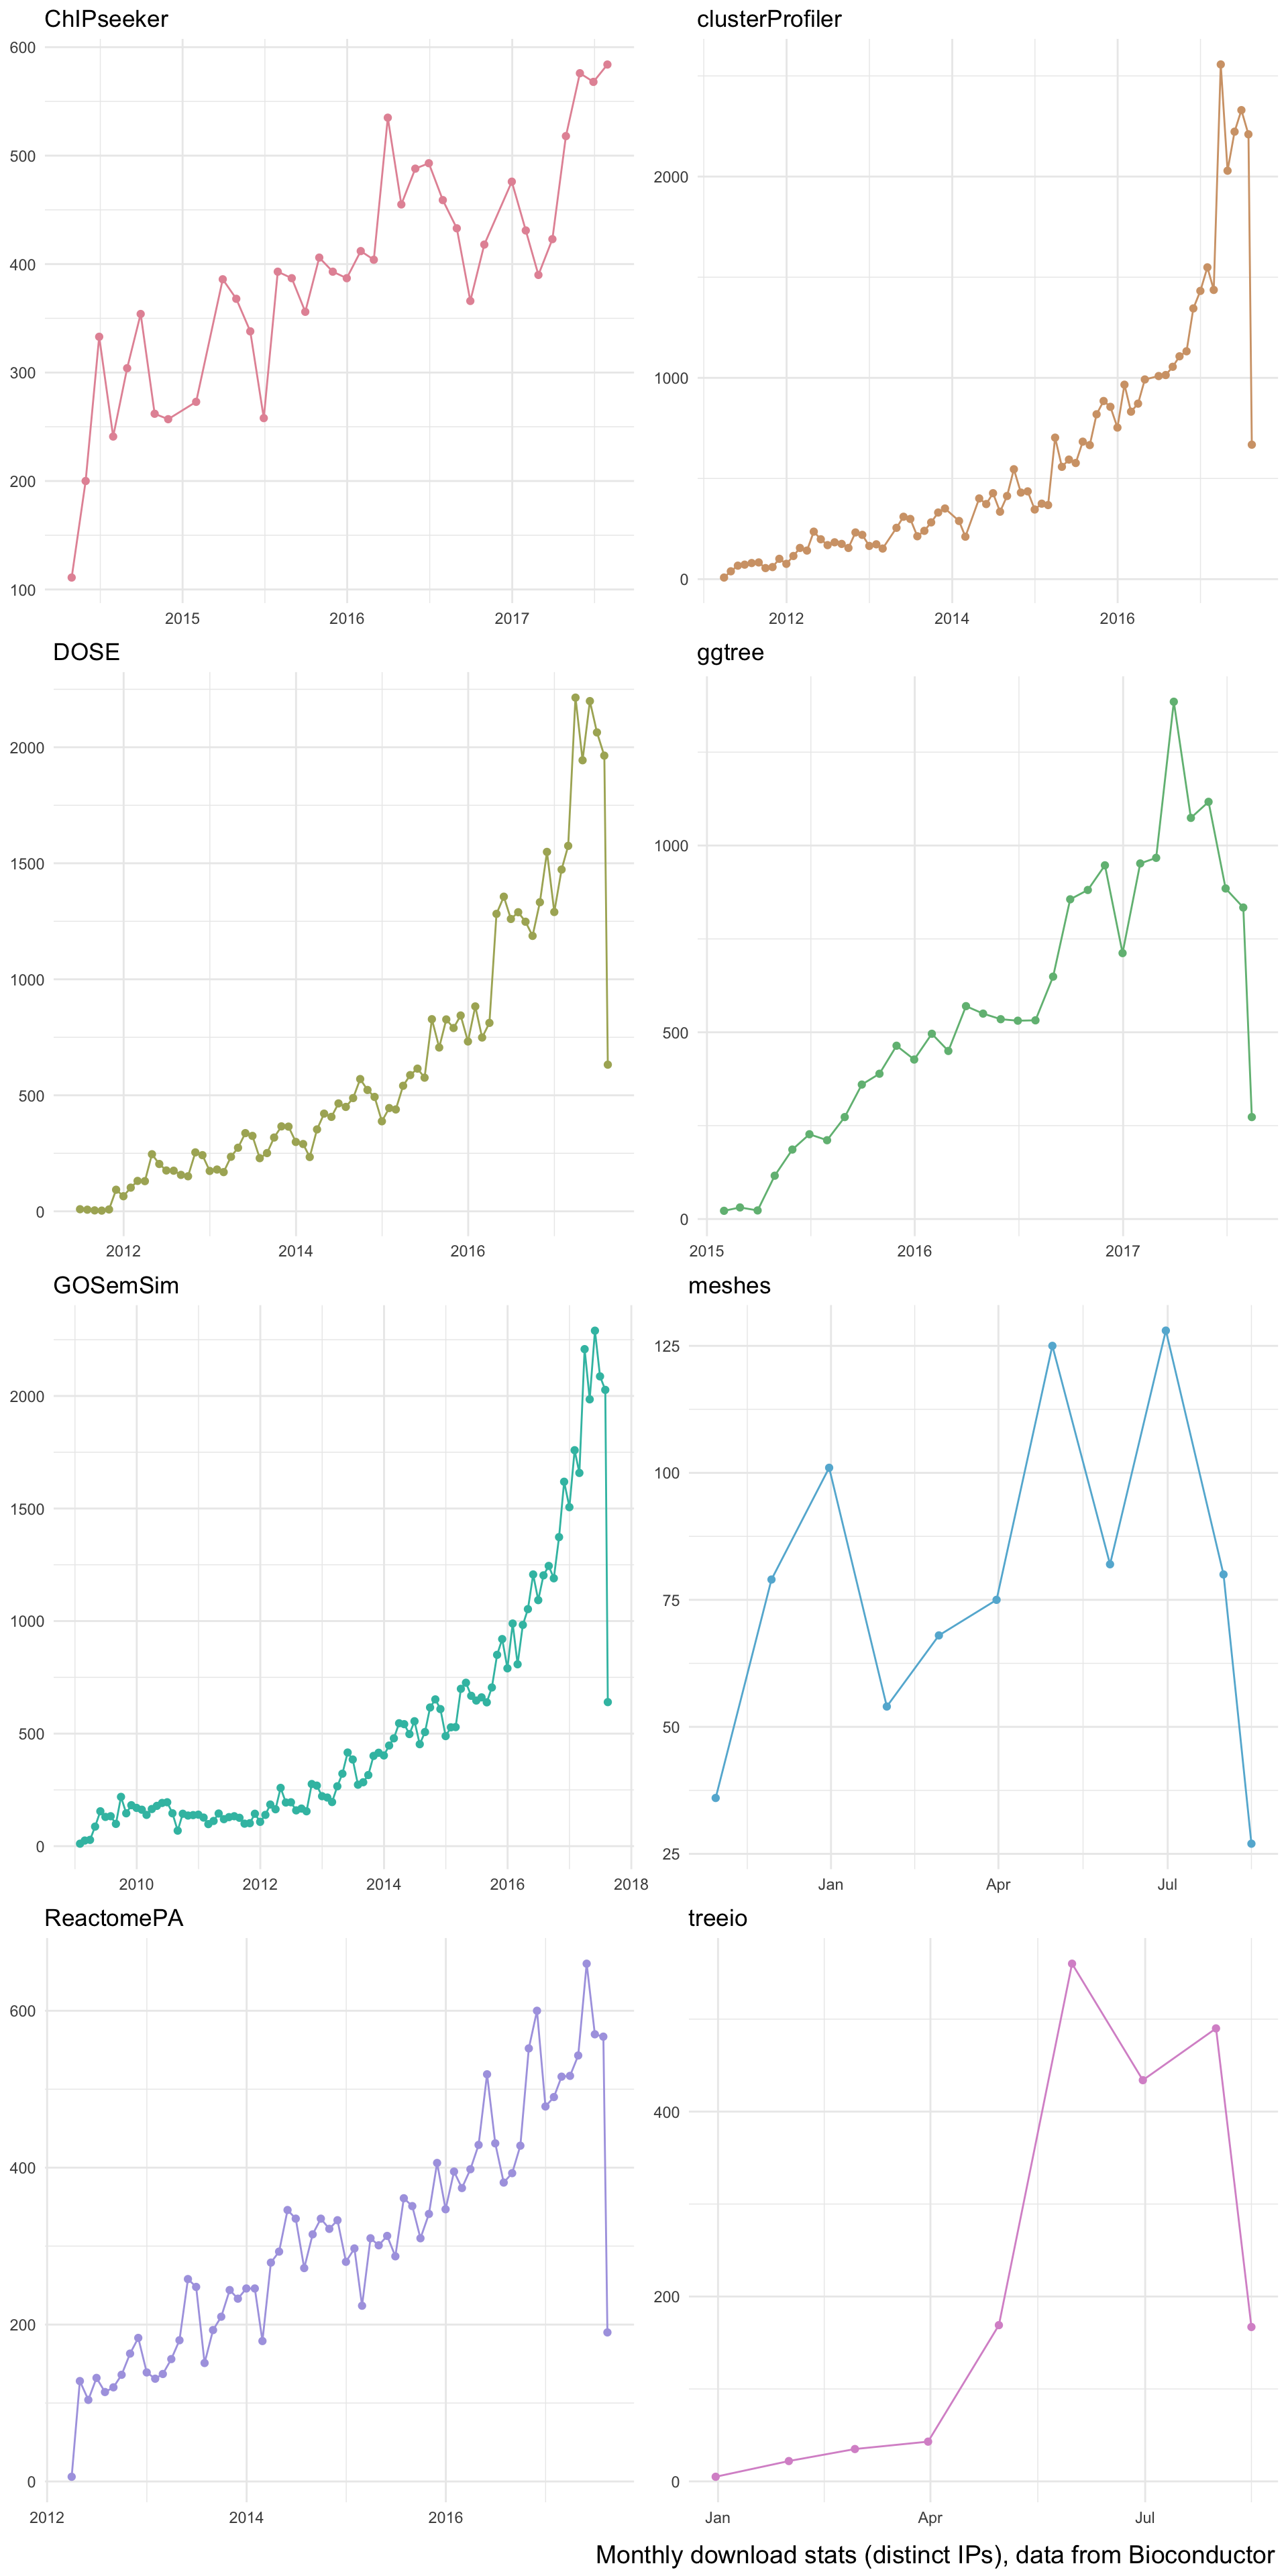 ChIPseeker
600
500
400
300
200
100
2015 2016 2017
clusterProfiler
2000
1000
0
2012 2014 2016
DOSE
2000
1500
1000
500
0
2012 2014 2016
ggtree
1000
500
0
2015 2016 2017
GOSemSim
2000
1500
1000
500
0
2010 2012 2014 2016 2018
meshes
125
100
75
50
25
Jan Apr Jul
ReactomePA
600
400
200
0
2012 2014 2016
treeio
400
200
0
Jan Apr Jul
Monthly download stats (distinct IPs), data from Bioconductor